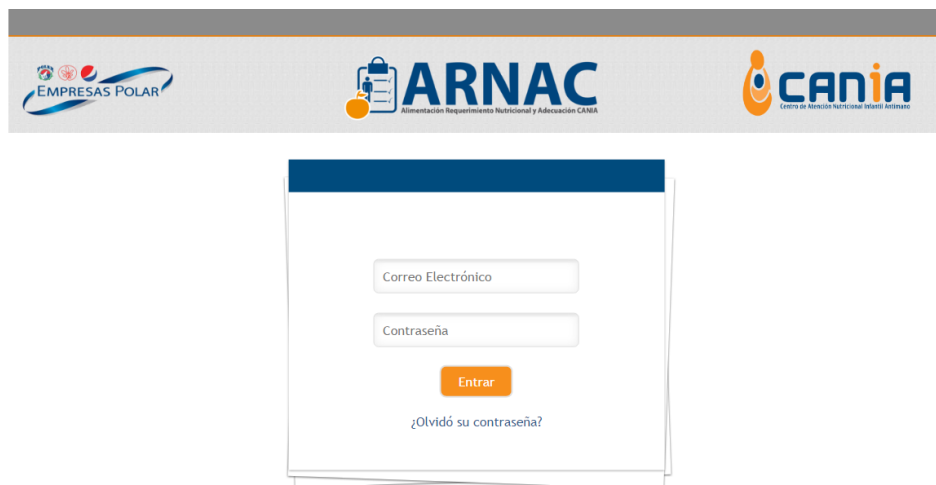 EMPRESAS POLAR
ARNAC
Alimentación Requerimiento Nutricional y Adecuación CANIA
cania
Centro de Atención Nutricional Infantil Antímano
Correo Electrónico
Contraseña
Entrar
¿Olvidó su contraseña?